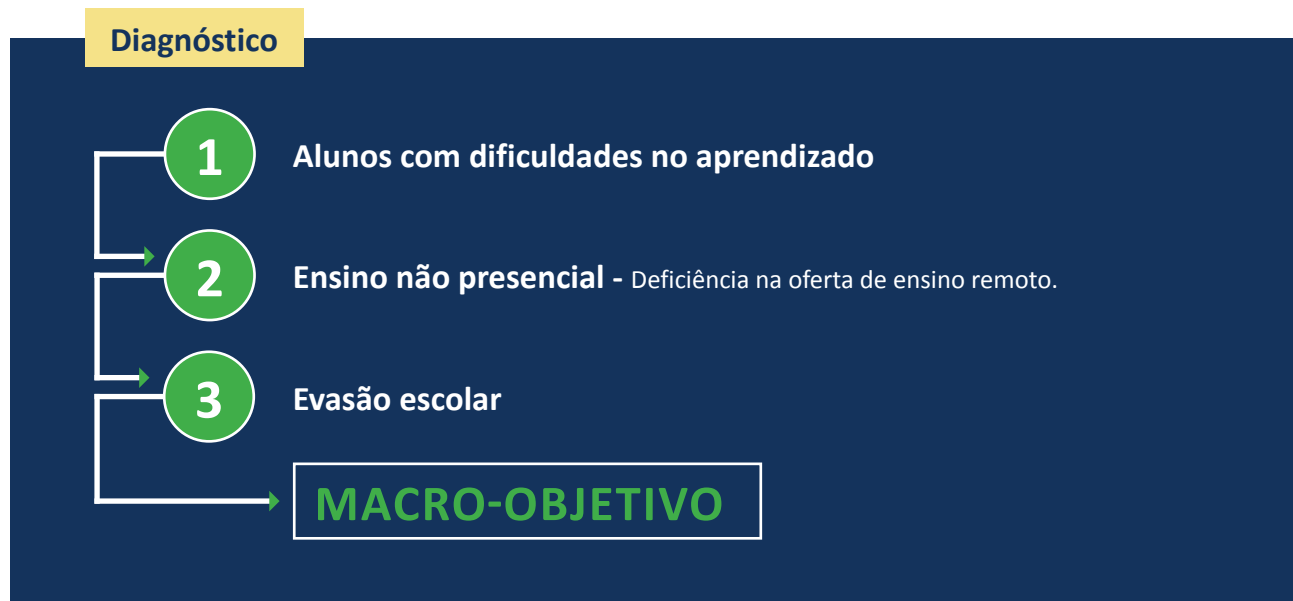 Diagnóstico
1
Alunos com dificuldades no aprendizado
2
Ensino não presencial - Deficiência na oferta de ensino remoto.
3
Evasão escolar
MACRO-OBJETIVO